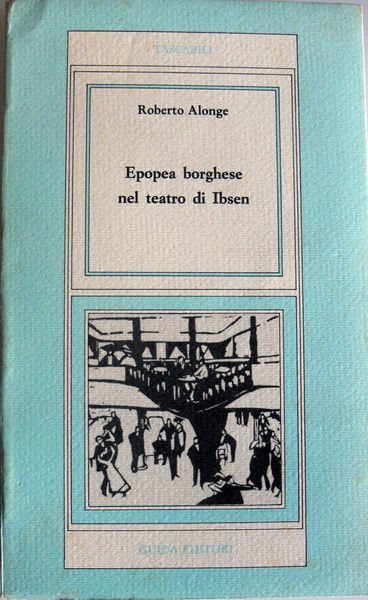 TASCABILI
Roberto Alonge
Epopea borghese
nel teatro di Ibsen
GUIDA EDITORI